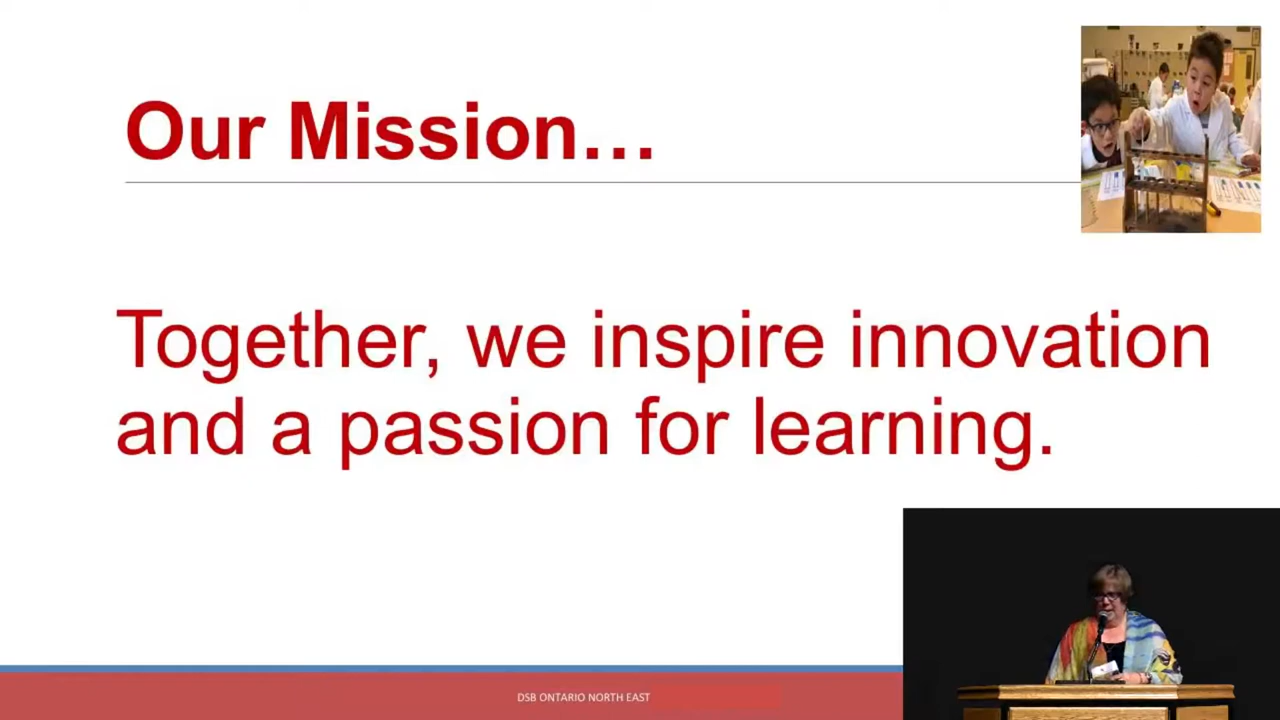 Our Mission...
Together, we inspire innovation
and a passion for learning.
DSB ONTARIO NORTH EAST